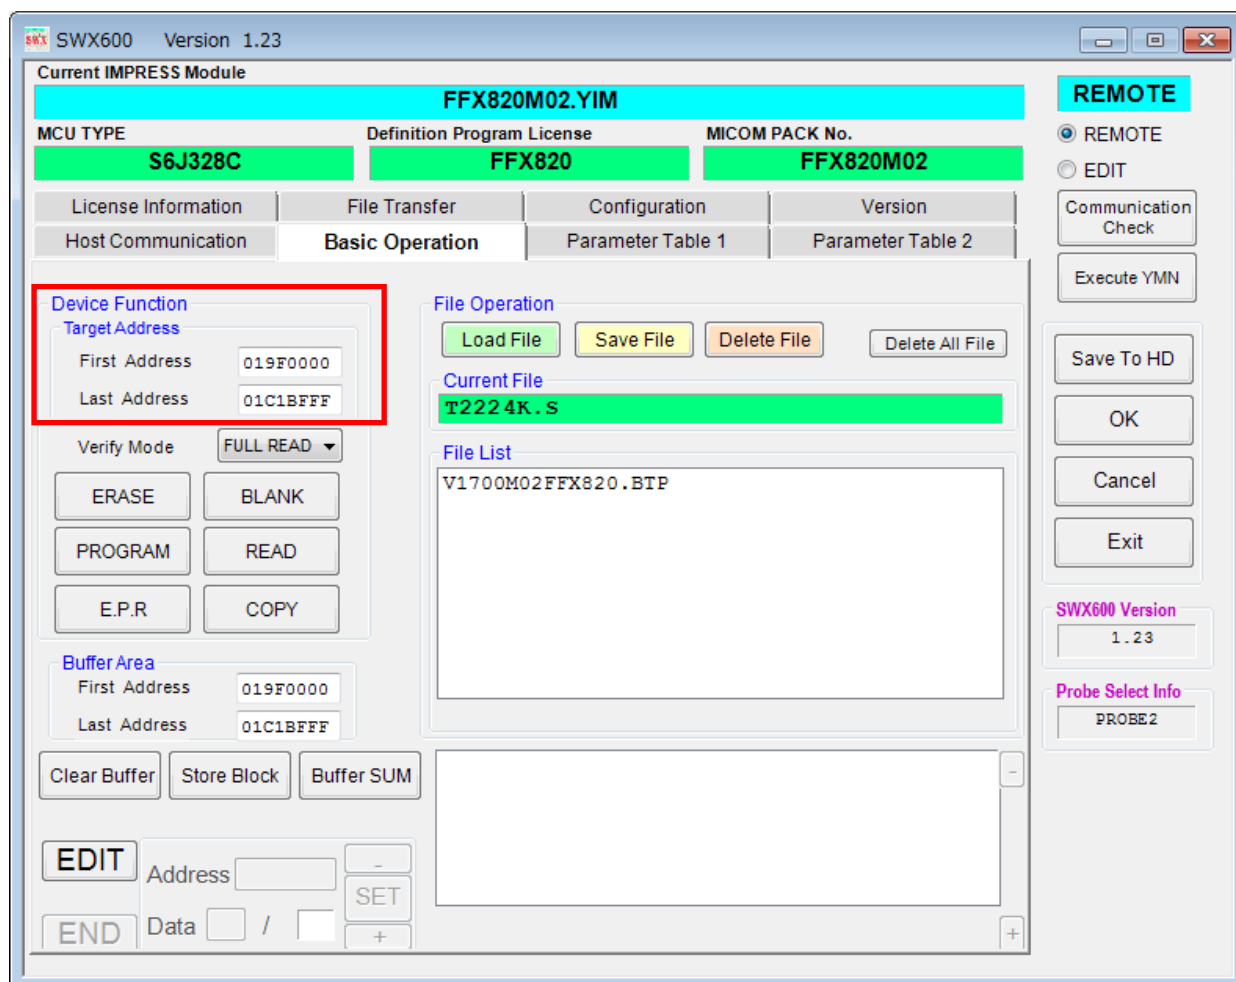 SWX600 Version 1.23
Current IMPRESS Module
FFX820M02.YIM
MCU TYPE Definition Program License MICOM PACK No.
S6J328C FFX820 FFX820M02
License Information File Transfer Configuration Version
Host Communication Basic Operation Parameter Table 1 Parameter Table 2
Device Function
Target Address
First Address 019F0000
Last Address 01C1BFFF
Verify Mode FULL READ
ERASE BLANK
PROGRAM READ
E.P.R COPY
Buffer Area
First Address 019F0000
Last Address 01C1BFFF
Clear Buffer Store Block Buffer SUM
EDIT Address - SET +
END Data /
File Operation
Load File Save File Delete File Delete All File
Current File
T2224K.S
File List
V1700M02FFX820.BTP
-
+
REMOTE
REMOTE
EDIT
Communication
Check
Execute YMN
Save To HD
OK
Cancel
Exit
SWX600 Version
1.23
Probe Select Info
PROBE2